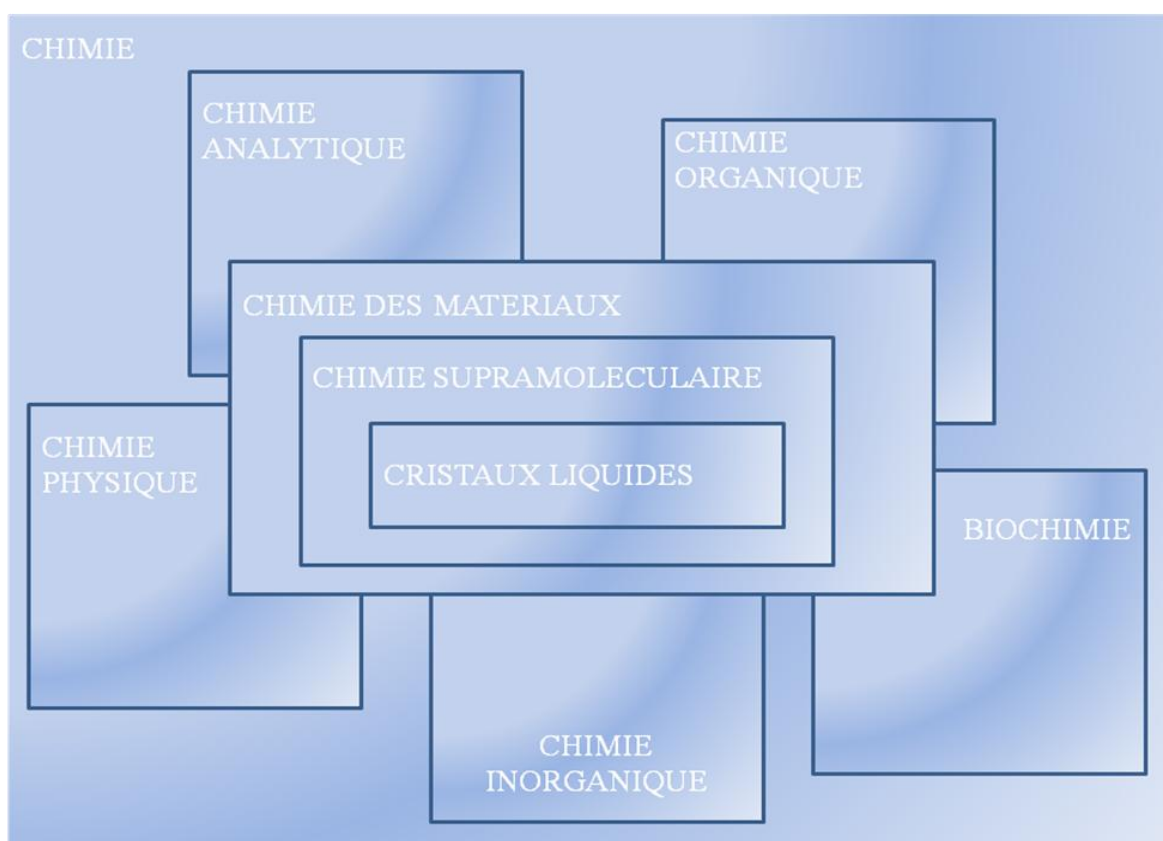 CHIMIE
CHIMIE
ANALYTIQUE
CHIMIE
ORGANIQUE
CHIMIE DES MATERIAUX
CHIMIE SUPRAMOLECULAIRE
CHIMIE
PHYSIQUE
CRISTAUX LIQUIDES
BIOCHIMIE
CHIMIE
INORGANIQUE